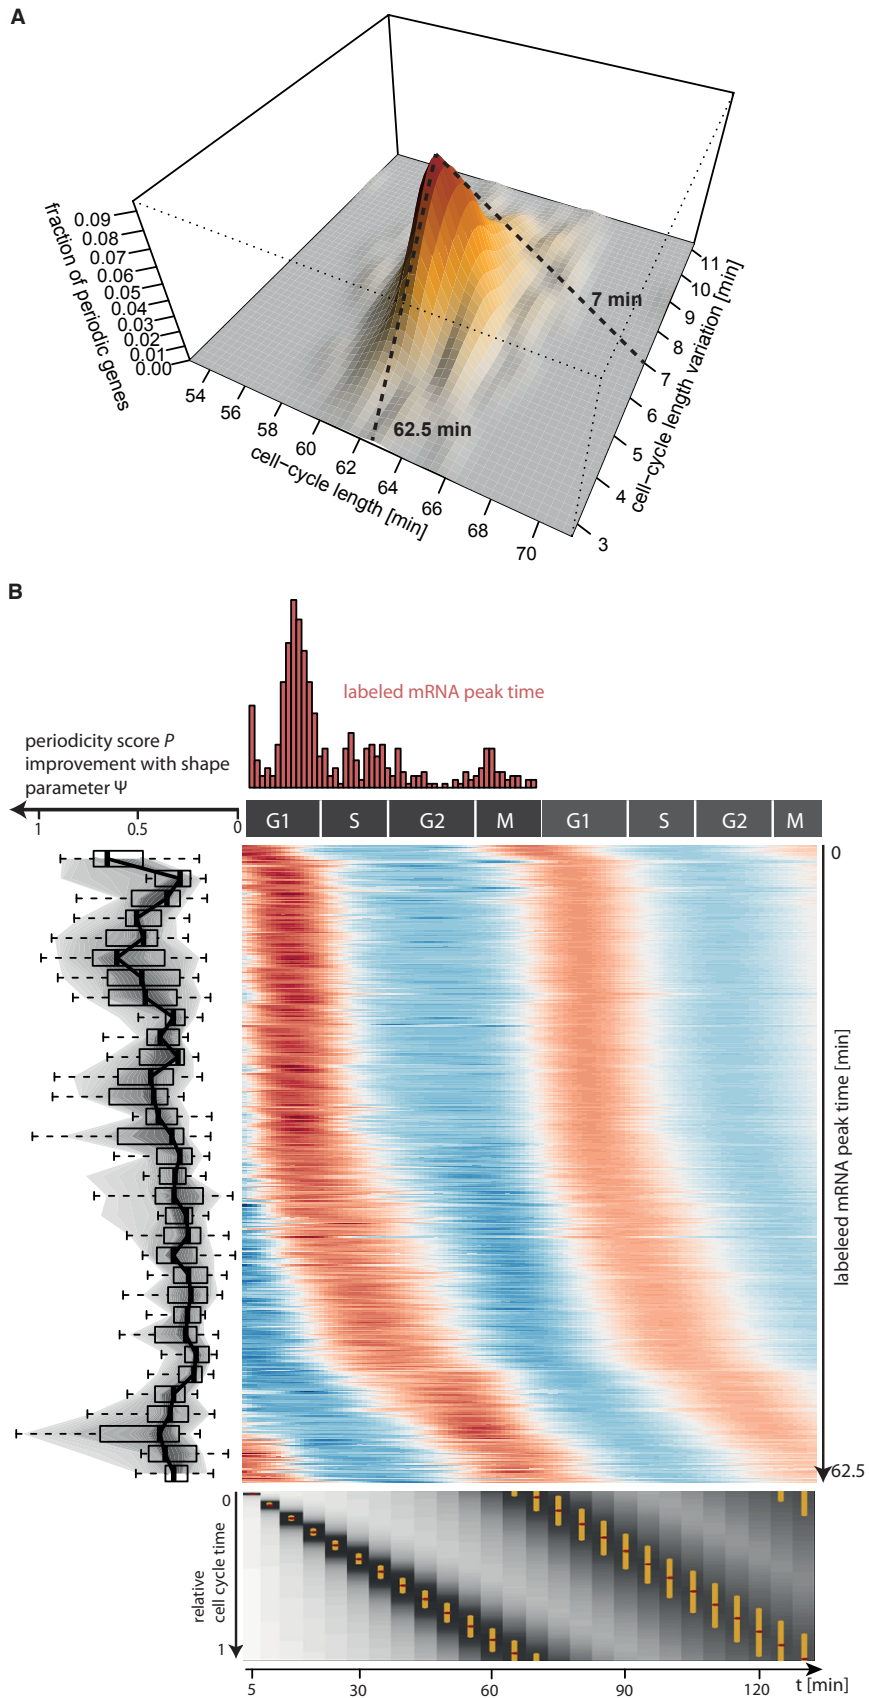 A
0.09
0.08
0.07
0.06
0.05
0.04
0.03
0.02
0.01
0.00
fraction of periodic genes
54
56
58
60
62
64
66
68
70
cell−cycle length [min]
3
4
5
6
7
8
9
10
11
cell−cycle length variation [min]
7 min
62.5 min
B
labeled mRNA peak time
periodicity score P
improvement with shape
parameter Ψ
1 0.5 0
G1 S G2 M G1 S G2 M
0
labeleed mRNA peak time [min]
62.5
0
relative
cell cycle time
1
5 30 60 90 120 t [min]